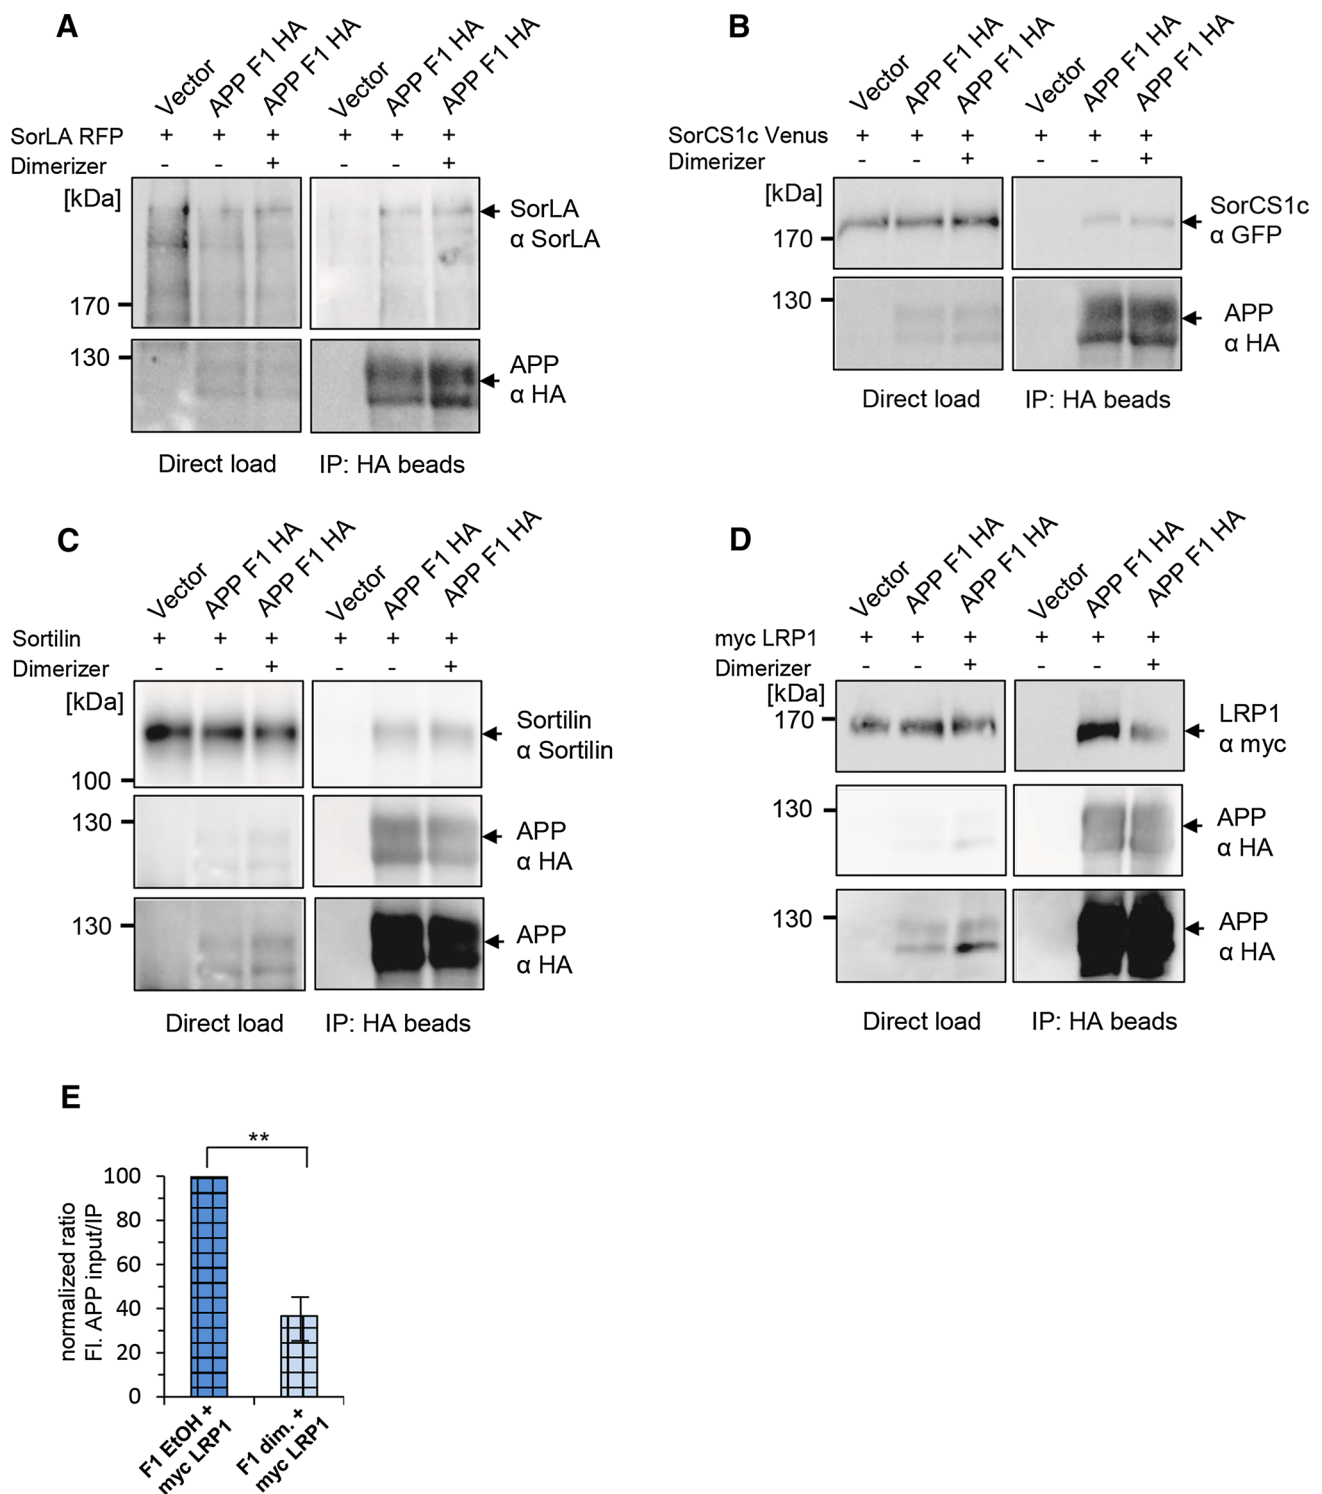 A
Vector APP F1 HA APP F1 HA Vector APP F1 HA APP F1 HA
SorLA RFP + + + + + +
Dimerizer - - + - - +
[kDa]
SorLA
α SorLA
170
130
APP
α HA
Direct load IP: HA beads
B
Vector APP F1 HA APP F1 HA Vector APP F1 HA APP F1 HA
SorCS1c Venus + + + + + +
Dimerizer - - + - - +
[kDa]
SorCS1c
α GFP
170
130
APP
α HA
Direct load IP: HA beads
C
Vector APP F1 HA APP F1 HA Vector APP F1 HA APP F1 HA
Sortilin + + + + + +
Dimerizer - - + - - +
[kDa]
Sortilin
α Sortilin
100
130
APP
α HA
130
APP
α HA
Direct load IP: HA beads
D
Vector APP F1 HA APP F1 HA Vector APP F1 HA APP F1 HA
myc LRP1 + + + + + +
Dimerizer - - + - - +
[kDa]
170
LRP1
α myc
130
APP
α HA
130
APP
α HA
Direct load IP: HA beads
E
**
normalized ratio
Fl. APP input/IP
100
80
60
40
20
0
F1 EtOH +
myc LRP1
F1 dim. +
myc LRP1